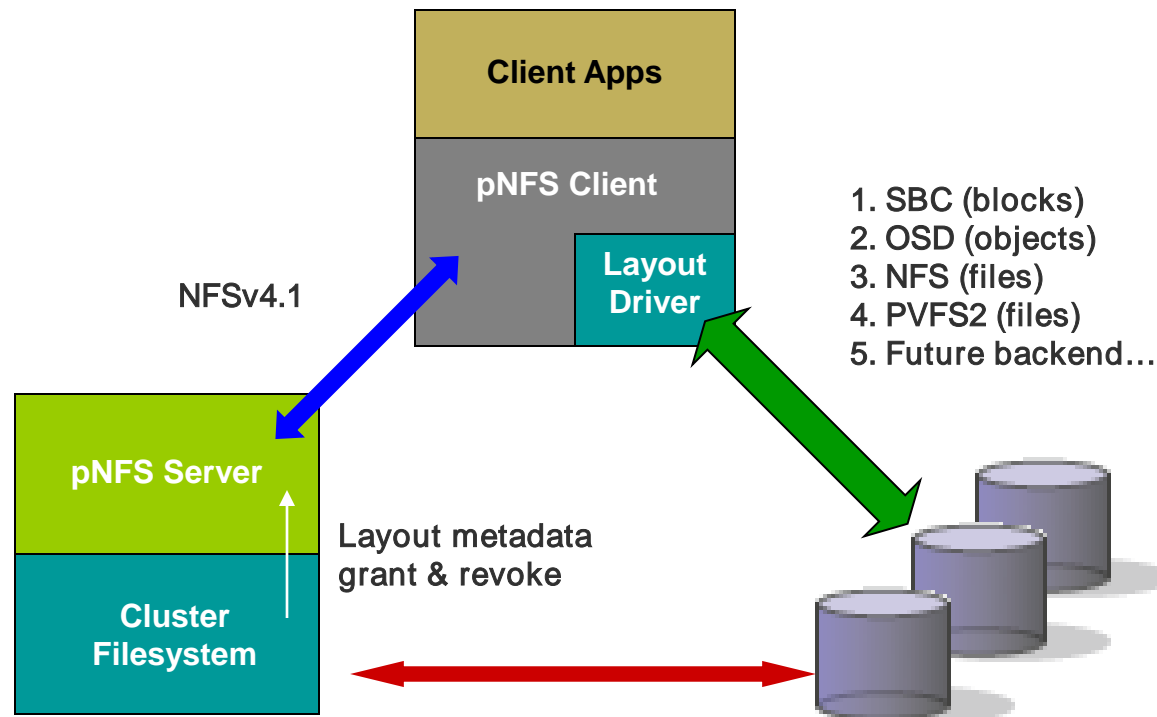 Client Apps
pNFS Client
Layout
Driver
NFSv4.1
1. SBC (blocks)
2. OSD (objects)
3. NFS (files)
4. PVFS2 (files)
5. Future backend…
pNFS Server
Layout metadata
grant & revoke
Cluster
Filesystem